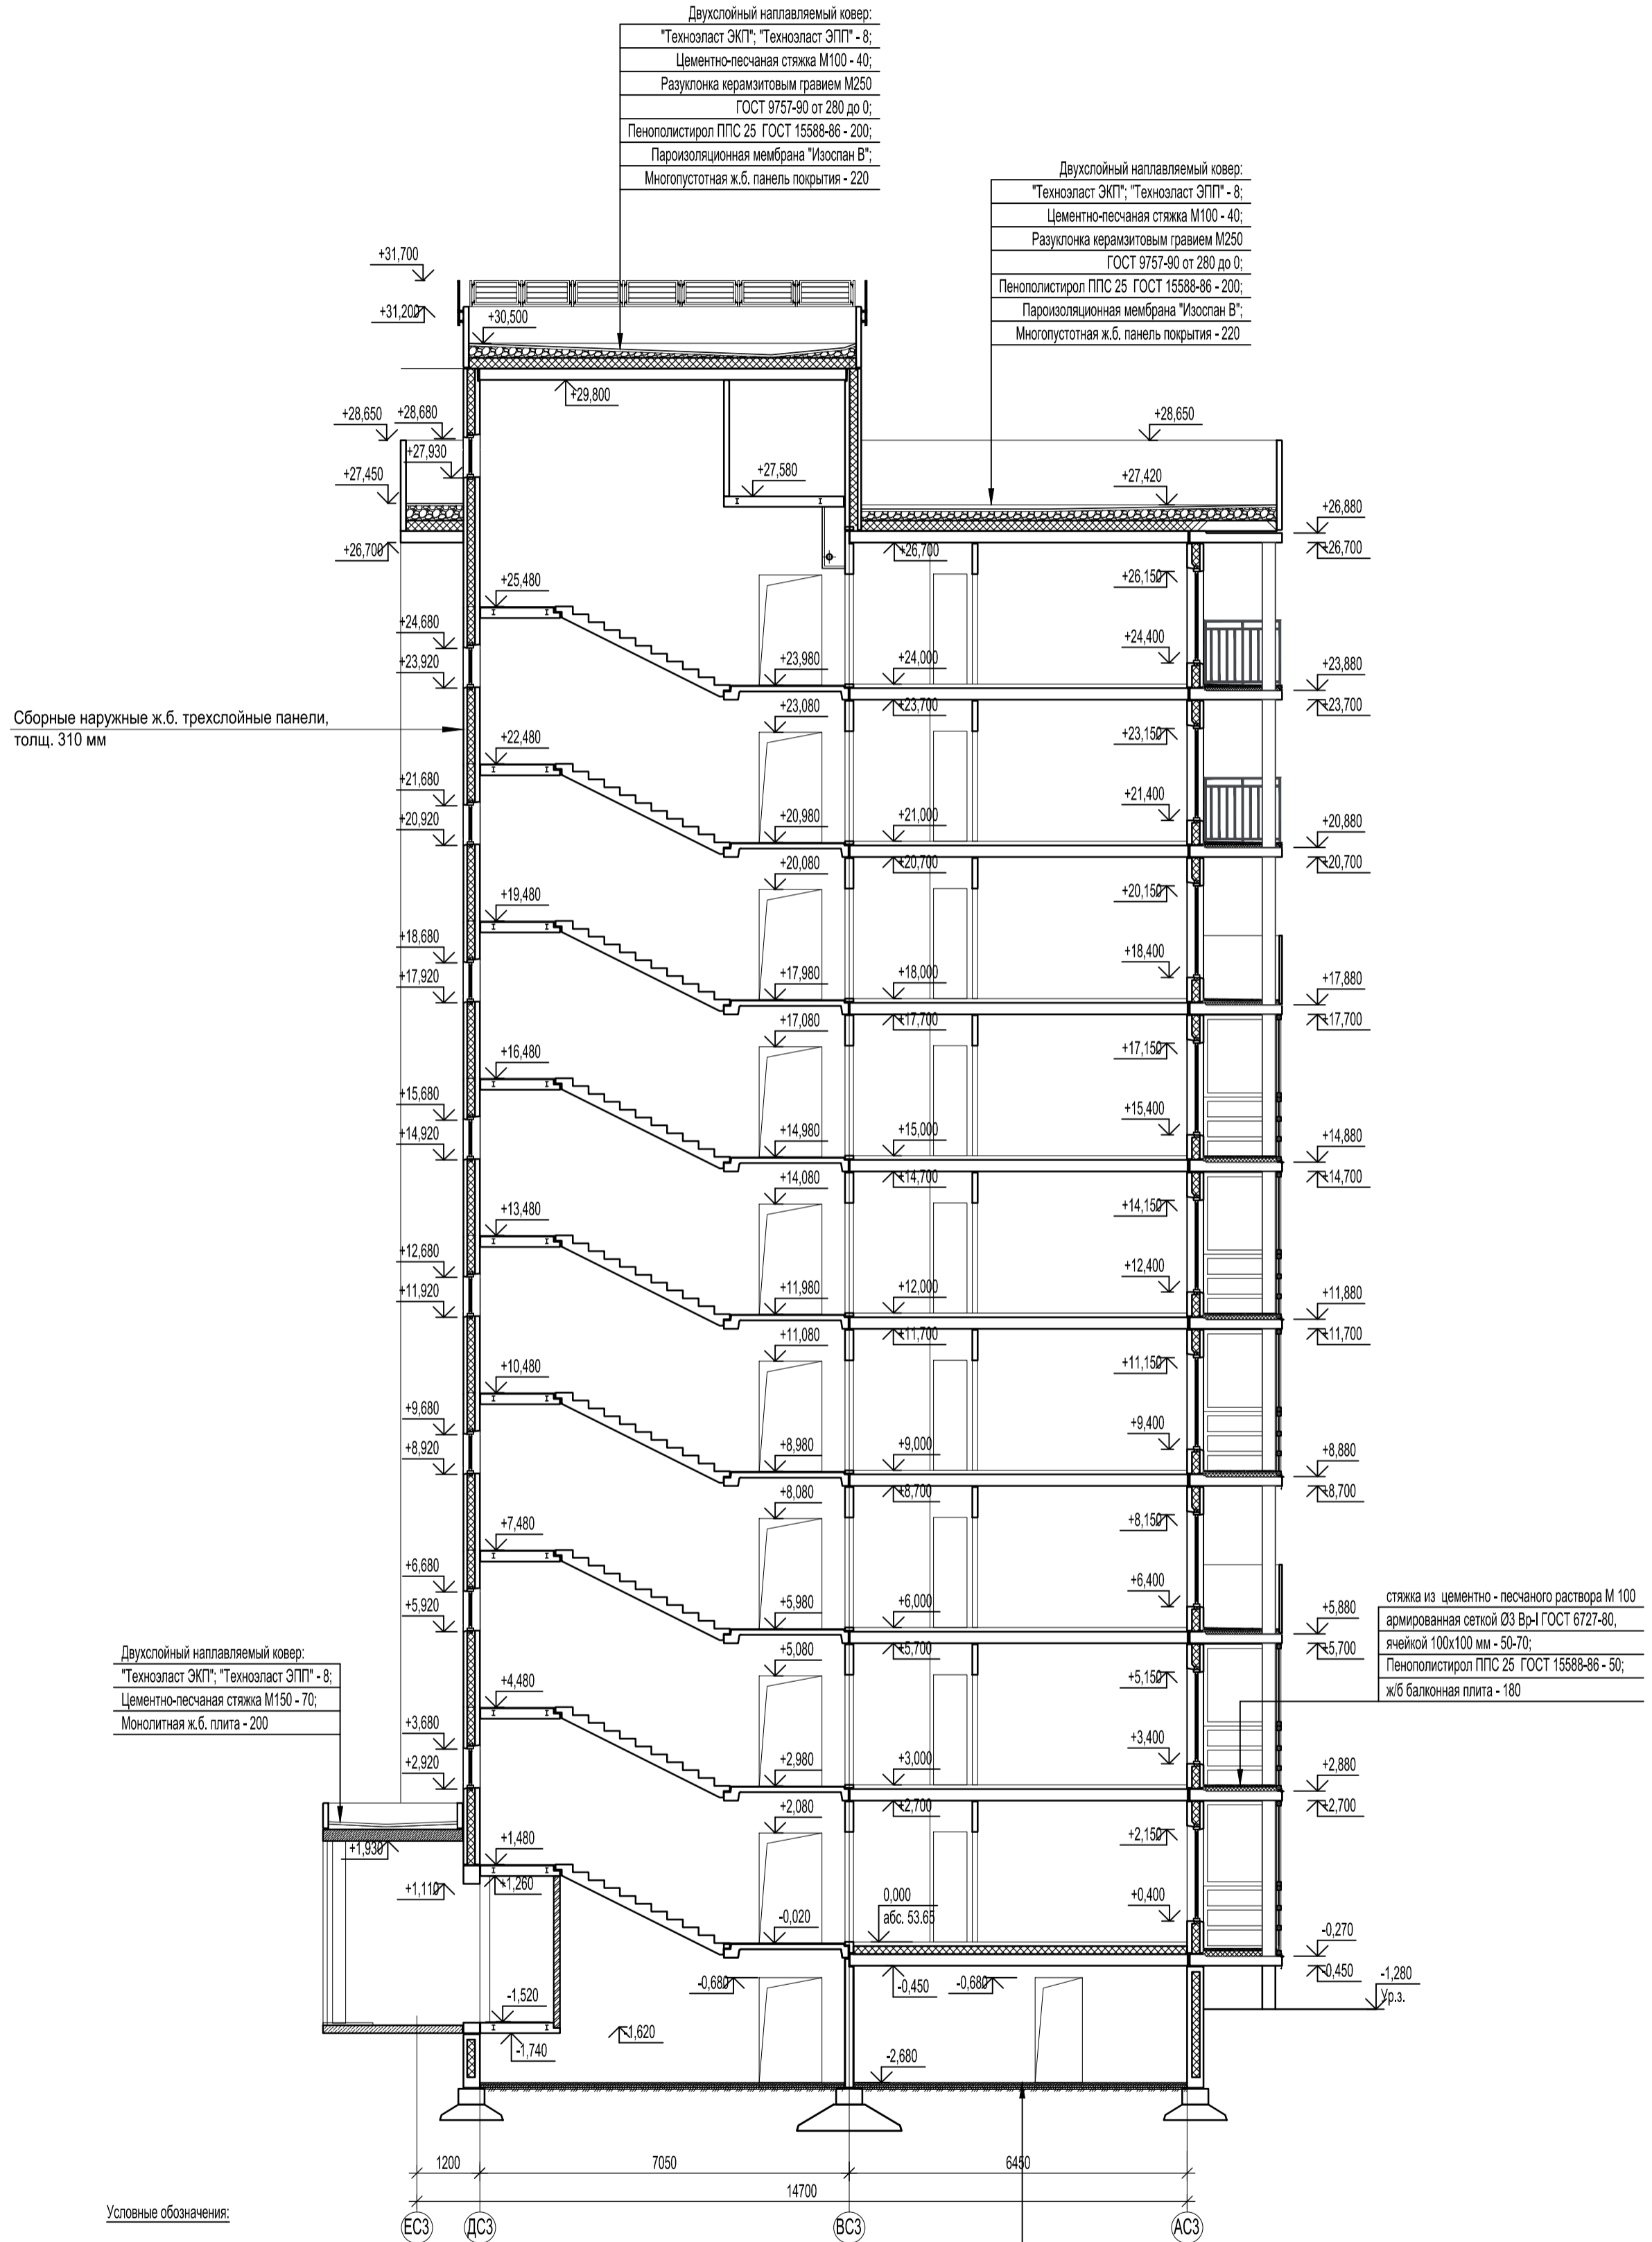 Двухслойный наплавляемый ковер:
"Техноэласт ЭКП"; "Техноэласт ЭПП" - 8;
Цементно-песчаная стяжка М100 - 40;
Разуклонка керамзитовым гравием М250
ГОСТ 9757-90 от 280 до 0;
Пенополистирол ППС 25 ГОСТ 15588-86 - 200;
Пароизоляционная мембрана "Изоспан В";
Многопустотная ж.б. панель покрытия - 220
Двухслойный наплавляемый ковер:
"Техноэласт ЭКП"; "Техноэласт ЭПП" - 8;
Цементно-песчаная стяжка М100 - 40;
Разуклонка керамзитовым гравием М250
ГОСТ 9757-90 от 280 до 0;
Пенополистирол ППС 25 ГОСТ 15588-86 - 200;
Пароизоляционная мембрана "Изоспан В";
Многопустотная ж.б. панель покрытия - 220
+31,700
+31,200
+30,500
+29,800
+28,650 +28,680 +28,650
+27,930
+27,450 +27,580 +27,420
+26,880
+26,700 +26,700 +26,700
+26,150
+25,480
+24,680 +24,400
+23,920 +23,980 +24,000 +23,880
+23,700 +23,700
Сборные наружные ж.б. трехслойные панели,
толщ. 310 мм
+23,080 +23,150
+22,480
+21,680 +21,400
+20,920 +20,980 +21,000 +20,880
+20,700 +20,700
+20,080 +20,150
+19,480
+18,680 +18,400
+17,920 +17,980 +18,000 +17,880
+17,700 +17,700
+17,080 +17,150
+16,480
+15,680 +15,400
+14,920 +14,980 +15,000 +14,880
+14,700 +14,700
+14,080 +14,150
+13,480
+12,680 +12,400
+11,920 +11,980 +12,000 +11,880
+11,700 +11,700
+11,080 +11,150
+10,480
+9,680 +9,400
+8,920 +8,980 +9,000 +8,880
+8,700 +8,700
+8,080 +8,150
+7,480
+6,680 +6,400
+5,920 +5,980 +6,000 +5,880
+5,700 +5,700
стяжка из цементно - песчаного раствора М 100
армированная сеткой Ø3 Вр-I ГОСТ 6727-80,
ячейкой 100х100 мм - 50-70;
Пенополистирол ППС 25 ГОСТ 15588-86 - 50;
ж/б балконная плита - 180
Двухслойный наплавляемый ковер:
"Техноэласт ЭКП"; "Техноэласт ЭПП" - 8;
Цементно-песчаная стяжка М150 - 70;
Монолитная ж.б. плита - 200
+5,080 +5,150
+4,480
+3,680 +3,400
+2,920 +2,980 +3,000 +2,880
+2,700 +2,700
+2,080 +2,150
+1,930 +1,480
+1,110 +1,260 +0,400
0,000
абс. 53.65
-0,020 -0,270
-0,680 -0,450 -0,680 -0,450
-1,280
Ур.з.
-1,520
-1,620
-1,740
-2,680
1200 7050 6450
14700
Условные обозначения:
ЕС3 ДС3 ВС3 АС3